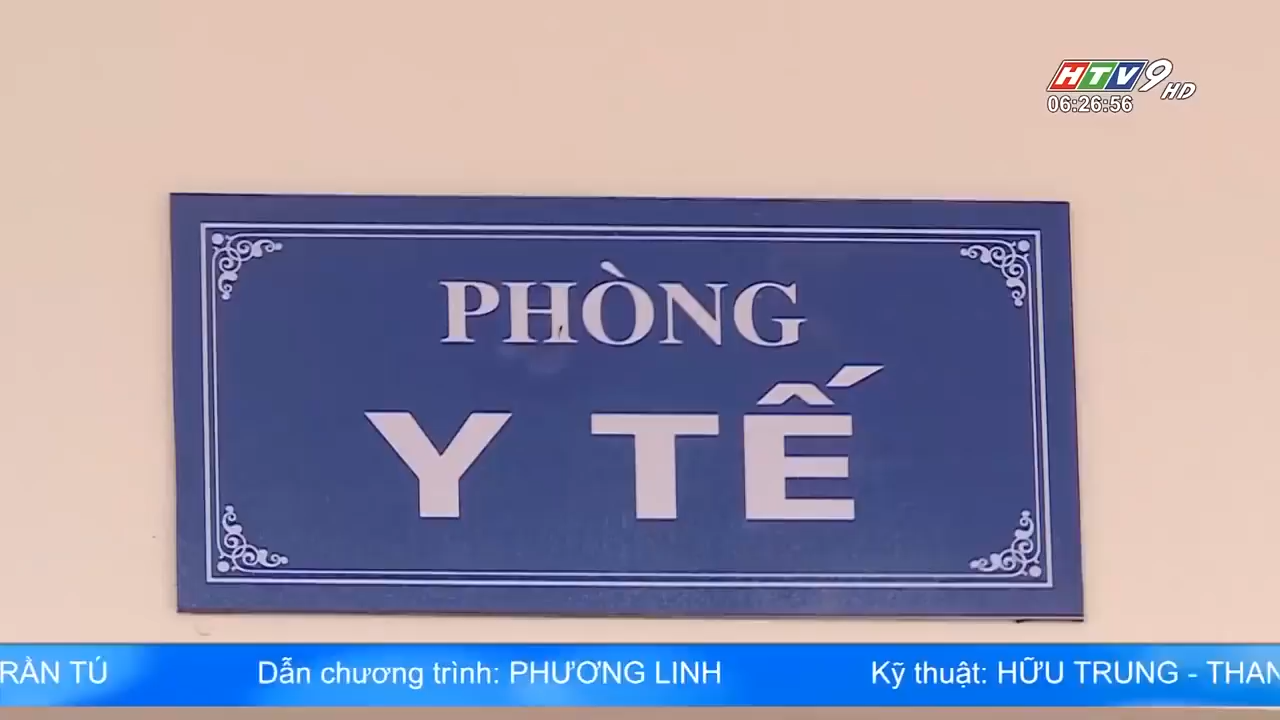 HTV9 HD
06:26:56
PHÒNG
Y TẾ
RẦN TÚ Dẫn chương trình: PHƯƠNG LINH Kỹ thuật: HỮU TRUNG - THAN